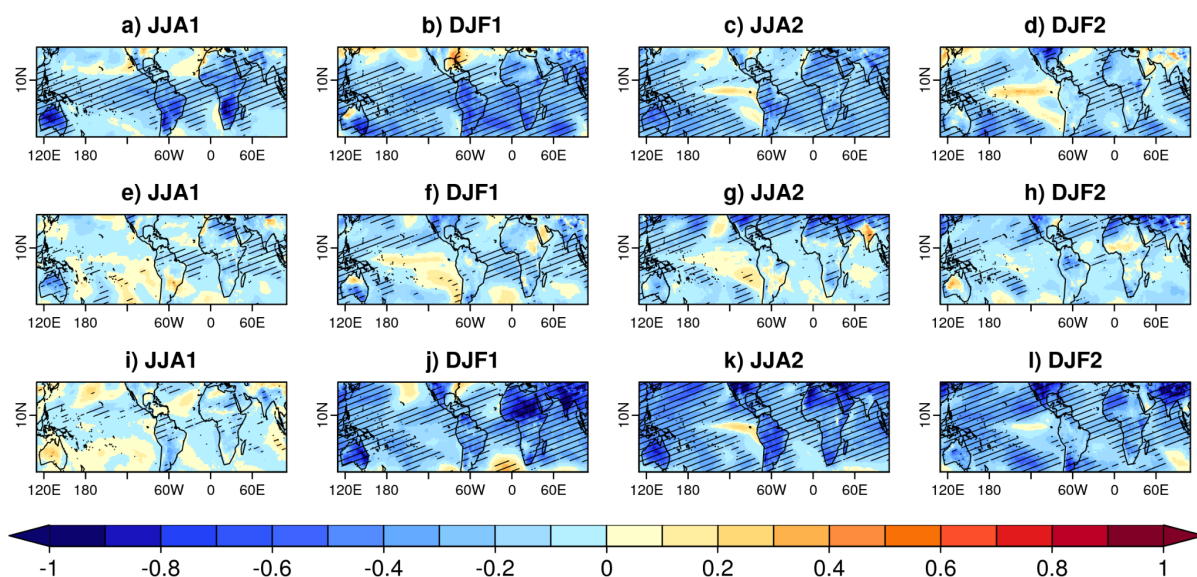 a) JJA1 b) DJF1 c) JJA2 d) DJF2
10N 10N 10N 10N
120E 180 60W 0 60E 120E 180 60W 0 60E 120E 180 60W 0 60E 120E 180 60W 0 60E
e) JJA1 f) DJF1 g) JJA2 h) DJF2
10N 10N 10N 10N
120E 180 60W 0 60E 120E 180 60W 0 60E 120E 180 60W 0 60E 120E 180 60W 0 60E
i) JJA1 j) DJF1 k) JJA2 l) DJF2
10N 10N 10N 10N
120E 180 60W 0 60E 120E 180 60W 0 60E 120E 180 60W 0 60E 120E 180 60W 0 60E
-1 -0.8 -0.6 -0.4 -0.2 0 0.2 0.4 0.6 0.8 1